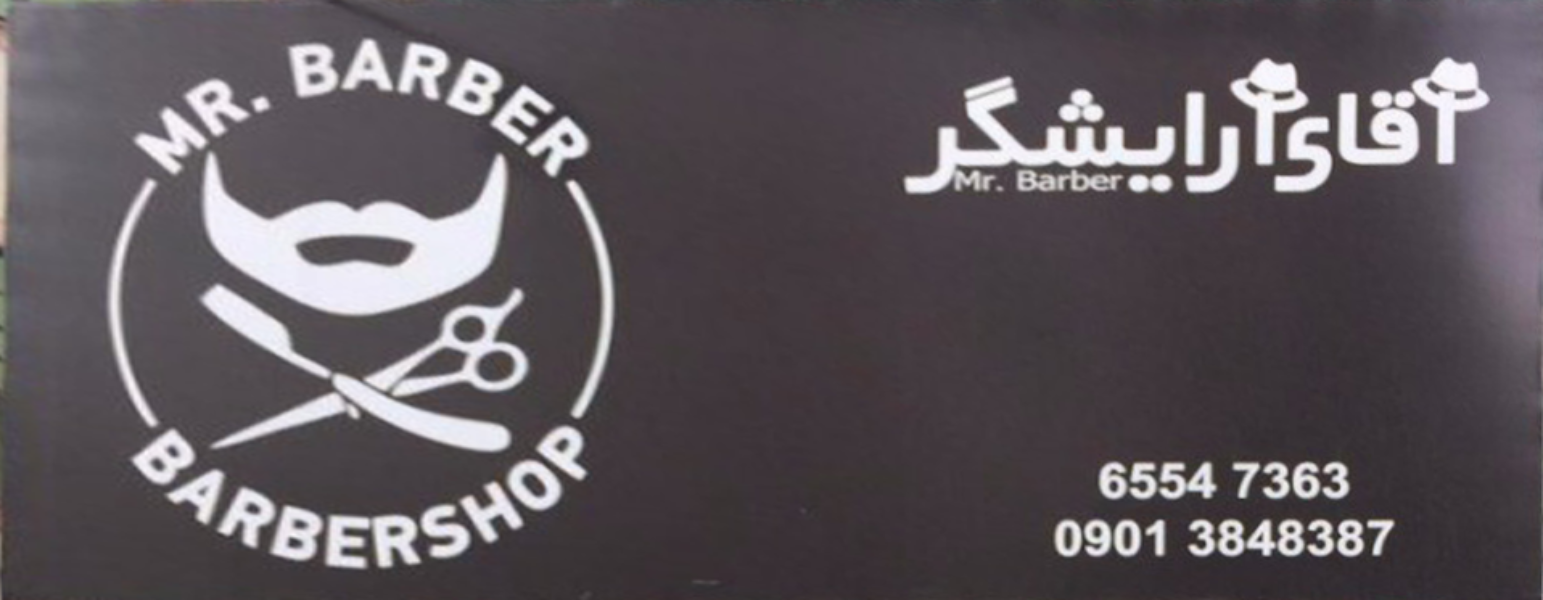 MR. BARBER
BARBERSHOP
آقای آرایشگر
Mr. Barber
6554 7363
0901 3848387